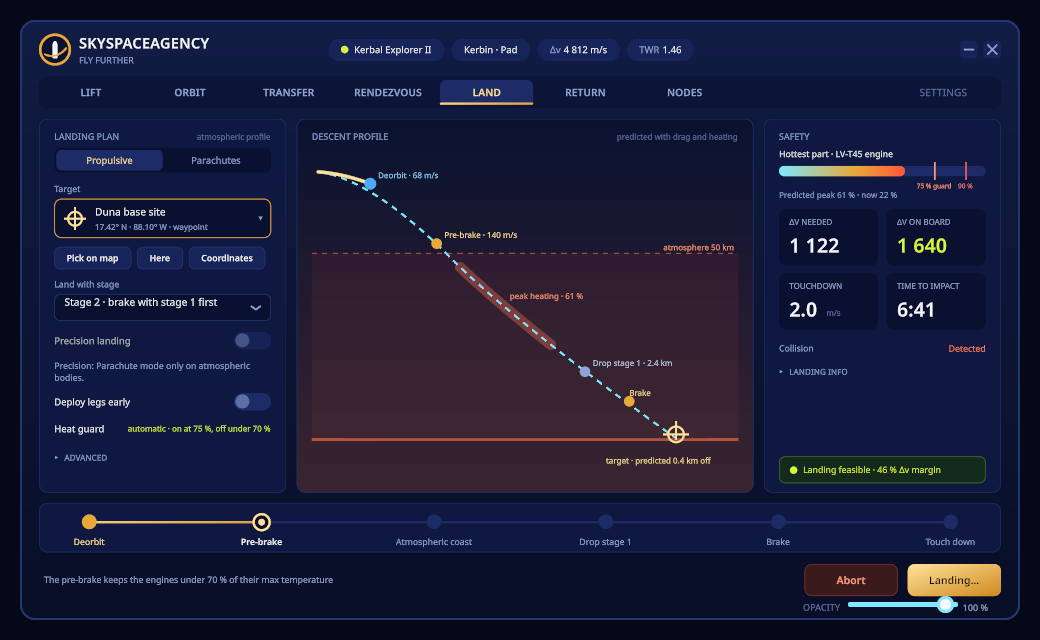 SKYSPACEAGENCY
FLY FURTHER
Kerbal Explorer II
Kerbin · Pad
Δv 4 812 m/s
TWR 1.46
LIFT
ORBIT
TRANSFER
RENDEZVOUS
LAND
RETURN
NODES
SETTINGS
LANDING PLAN
atmospheric profile
Propulsive
Parachutes
Target
Duna base site
17.42° N · 88.10° W · waypoint
Pick on map
Here
Coordinates
Land with stage
Stage 2 · brake with stage 1 first
Precision landing
Precision: Parachute mode only on atmospheric
bodies.
Deploy legs early
Heat guard
automatic · on at 75 %, off under 70 %
ADVANCED
DESCENT PROFILE
predicted with drag and heating
Deorbit · 68 m/s
Pre-brake · 140 m/s
atmosphere 50 km
peak heating · 61 %
Drop stage 1 · 2.4 km
Brake
target · predicted 0.4 km off
SAFETY
Hottest part · LV-T45 engine
75 % guard
90 %
Predicted peak 61 % · now 22 %
ΔV NEEDED
1 122
ΔV ON BOARD
1 640
TOUCHDOWN
2.0 m/s
TIME TO IMPACT
6:41
Collision
Detected
LANDING INFO
Landing feasible · 46 % Δv margin
Deorbit
Pre-brake
Atmospheric coast
Drop stage 1
Brake
Touch down
The pre-brake keeps the engines under 70 % of their max temperature
Abort
Landing...
OPACITY
100 %